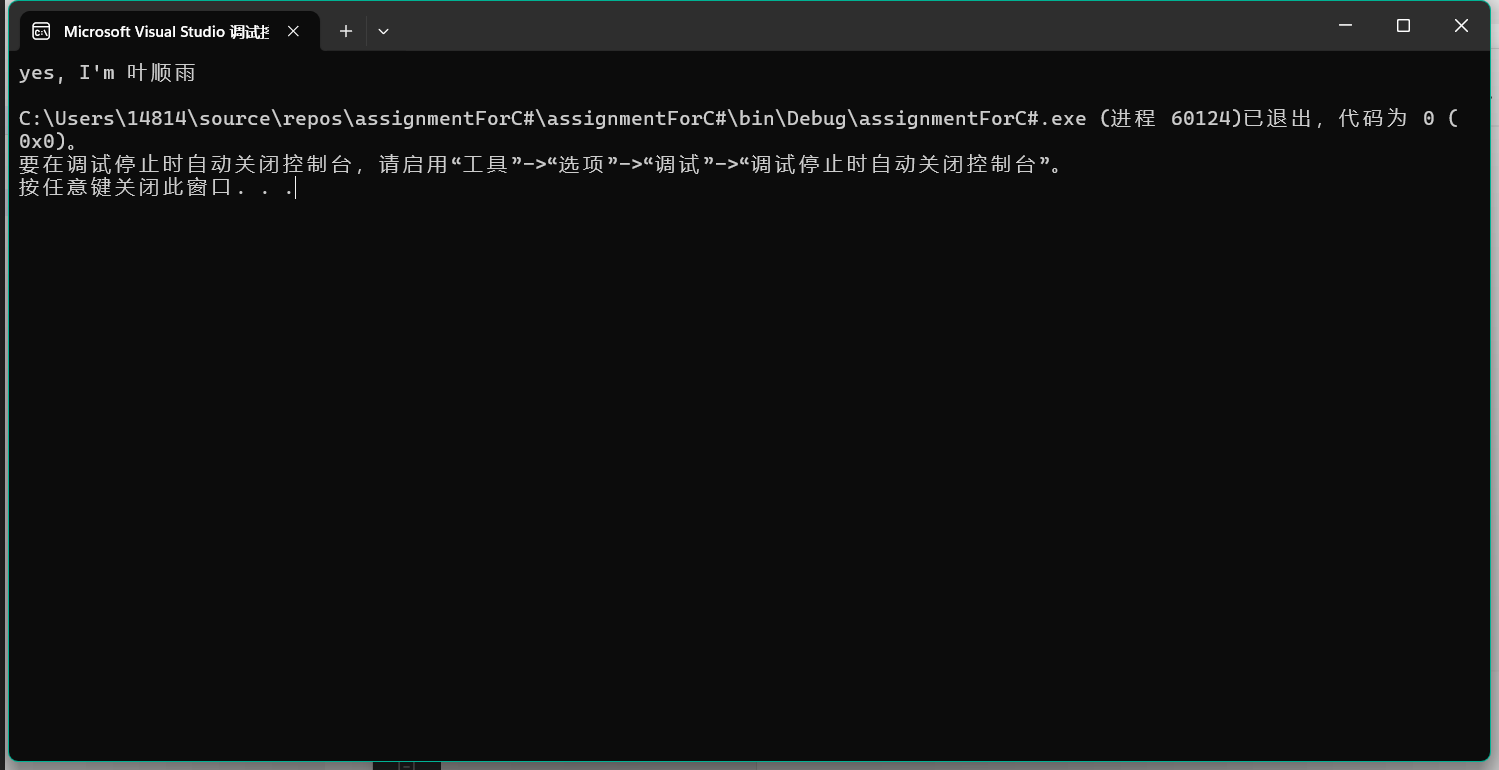 Microsoft Visual Studio 调试控
yes, I'm 叶顺雨
C:\Users\14814\source\repos\assignmentForC#\assignmentForC#\bin\Debug\assignmentForC#.exe (进程 60124)已退出，代码为 0 (
0x0)。
要在调试停止时自动关闭控制台，请启用“工具”->“选项”->“调试”->“调试停止时自动关闭控制台”。
按任意键关闭此窗口. . .